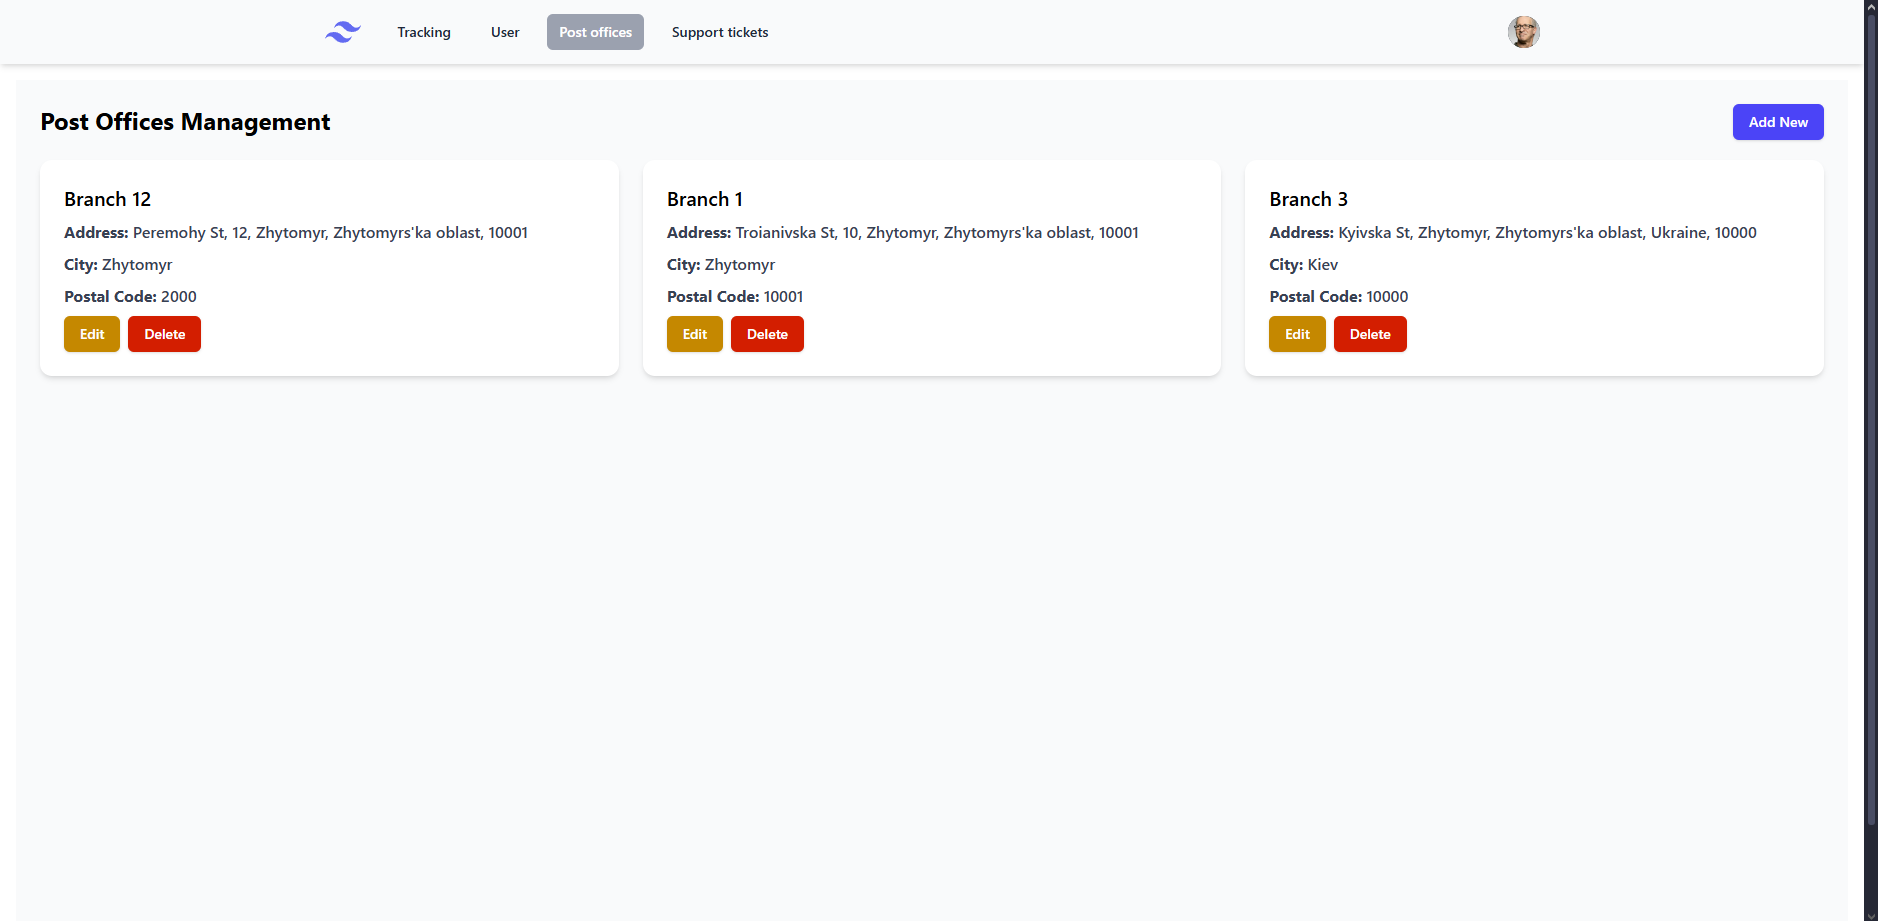 Tracking User Post offices Support tickets
Post Offices Management
Add New
Branch 12
Address: Peremohy St, 12, Zhytomyr, Zhytomyrs'ka oblast, 10001
City: Zhytomyr
Postal Code: 2000
Edit Delete
Branch 1
Address: Troianivska St, 10, Zhytomyr, Zhytomyrs'ka oblast, 10001
City: Zhytomyr
Postal Code: 10001
Edit Delete
Branch 3
Address: Kyivska St, Zhytomyr, Zhytomyrs'ka oblast, Ukraine, 10000
City: Kiev
Postal Code: 10000
Edit Delete